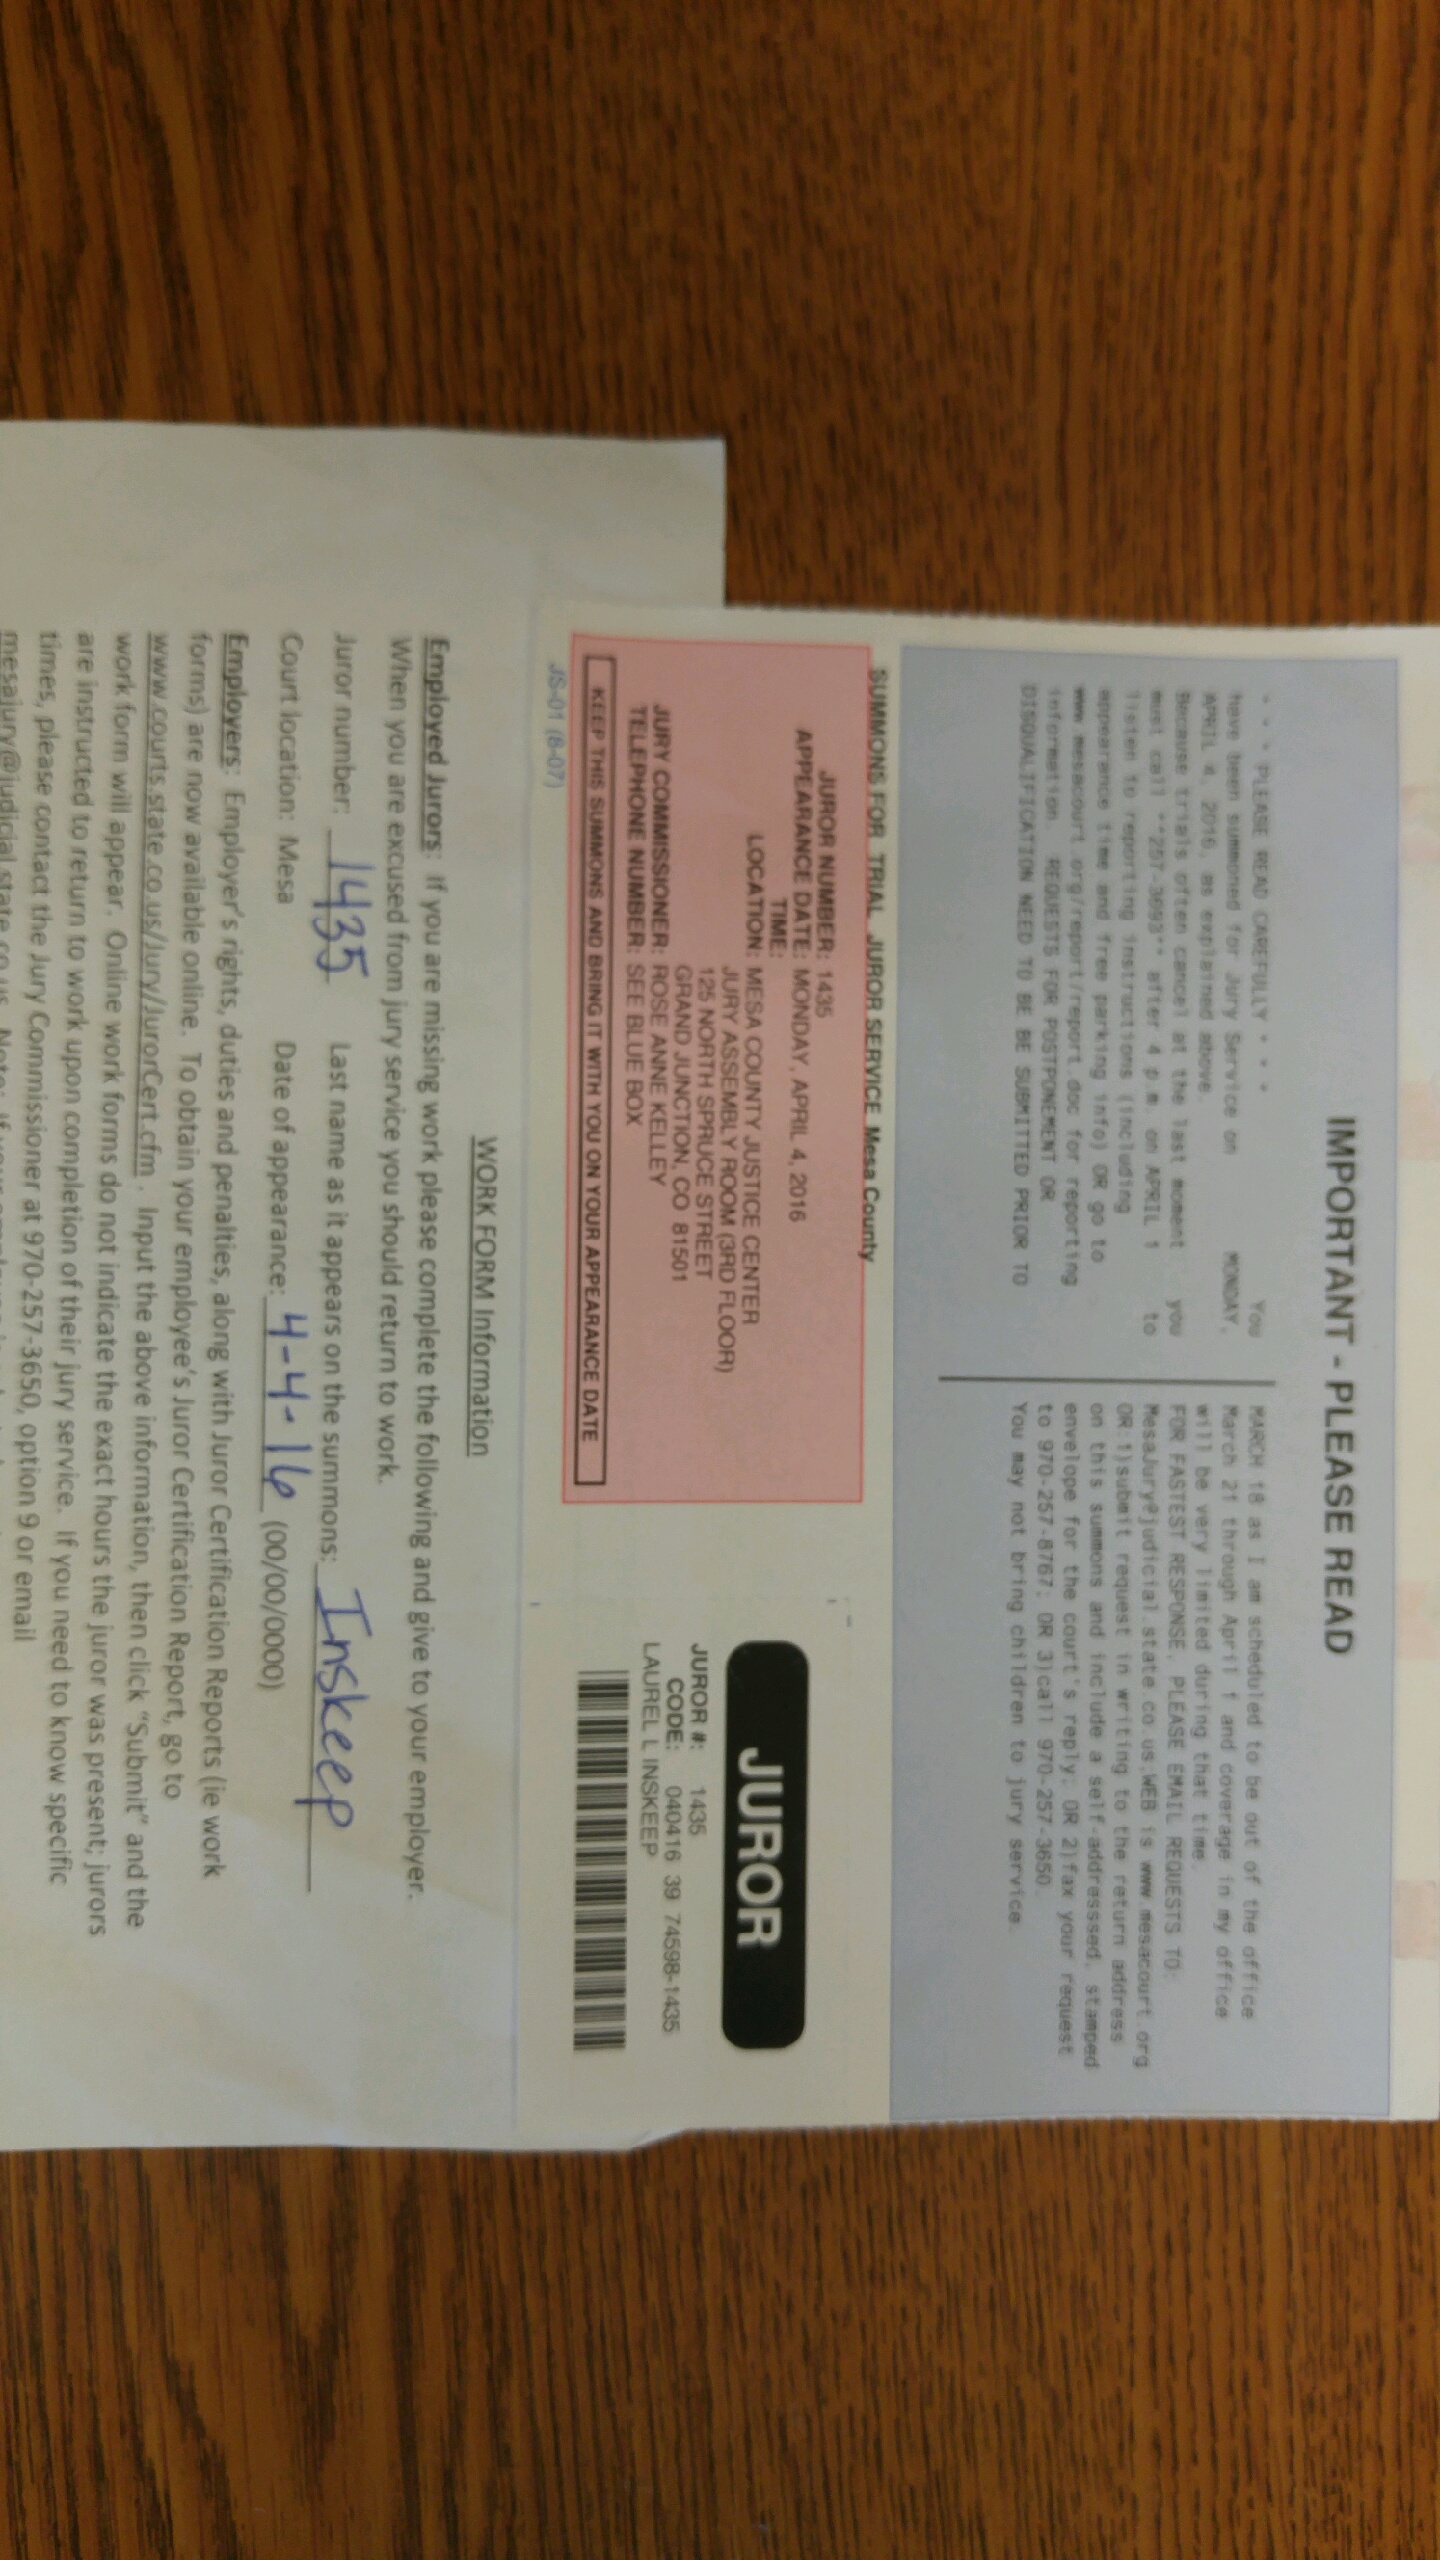 IMPORTANT - PLEASE READ
* * * PLEASE READ CAREFULLY * * * You
have been summoned for Jury Service on MONDAY,
APRIL 4, 2016, as explained above.
Because trials often cancel at the last moment you
must call **257-3693** after 4 p.m. on APRIL 1 to
listen to reporting instructions (including
appearance time and free parking info) OR go to
www.mesacourt.org/report/report.doc for reporting
information. REQUESTS FOR POSTPONEMENT OR
DISQUALIFICATION NEED TO BE BE SUBMITTED PRIOR TO
MARCH 18 as I am scheduled to be out of the office
March 21 through April 1 and coverage in my office
will be very limited during that time.
FOR FASTEST RESPONSE, PLEASE EMAIL REQUESTS TO:
MesaJury@judicial.state.co.us;WEB is www.mesacourt.org
OR:1)submit request in writing to the return address
on this summons and include a self-addressed, stamped
envelope for the court's reply; OR 2)fax your request
to 970-257-8767; OR 3)call 970-257-3650.
You may not bring children to jury service.
SUMMONS FOR TRIAL JUROR SERVICE Mesa County
JUROR NUMBER: 1435
APPEARANCE DATE: MONDAY, APRIL 4, 2016
TIME:
LOCATION: MESA COUNTY JUSTICE CENTER
JURY ASSEMBLY ROOM (3RD FLOOR)
125 NORTH SPRUCE STREET
GRAND JUNCTION, CO 81501
JURY COMMISSIONER: ROSE ANNE KELLEY
TELEPHONE NUMBER: SEE BLUE BOX
KEEP THIS SUMMONS AND BRING IT WITH YOU ON YOUR APPEARANCE DATE
JS-01 (8-07)
JUROR
JUROR #: 1435
CODE: 040416 39 74598-1435
LAUREL L INSKEEP
WORK FORM Information
Employed Jurors: If you are missing work please complete the following and give to your employer.
When you are excused from jury service you should return to work.
Juror number: 1435 Last name as it appears on the summons: Inskeep
Court location: Mesa Date of appearance: 4-4-16 (00/00/0000)
Employers: Employer's rights, duties and penalties, along with Juror Certification Reports (ie work
forms) are now available online. To obtain your employee's Juror Certification Report, go to
www.courts.state.co.us/Jury/JurorCert.cfm . Input the above information, then click "Submit" and the
work form will appear. Online work forms do not indicate the exact hours the juror was present; jurors
are instructed to return to work upon completion of their jury service. If you need to know specific
times, please contact the Jury Commissioner at 970-257-3650, option 9 or email
mesajury@judicial.state.co.us. Note: If your